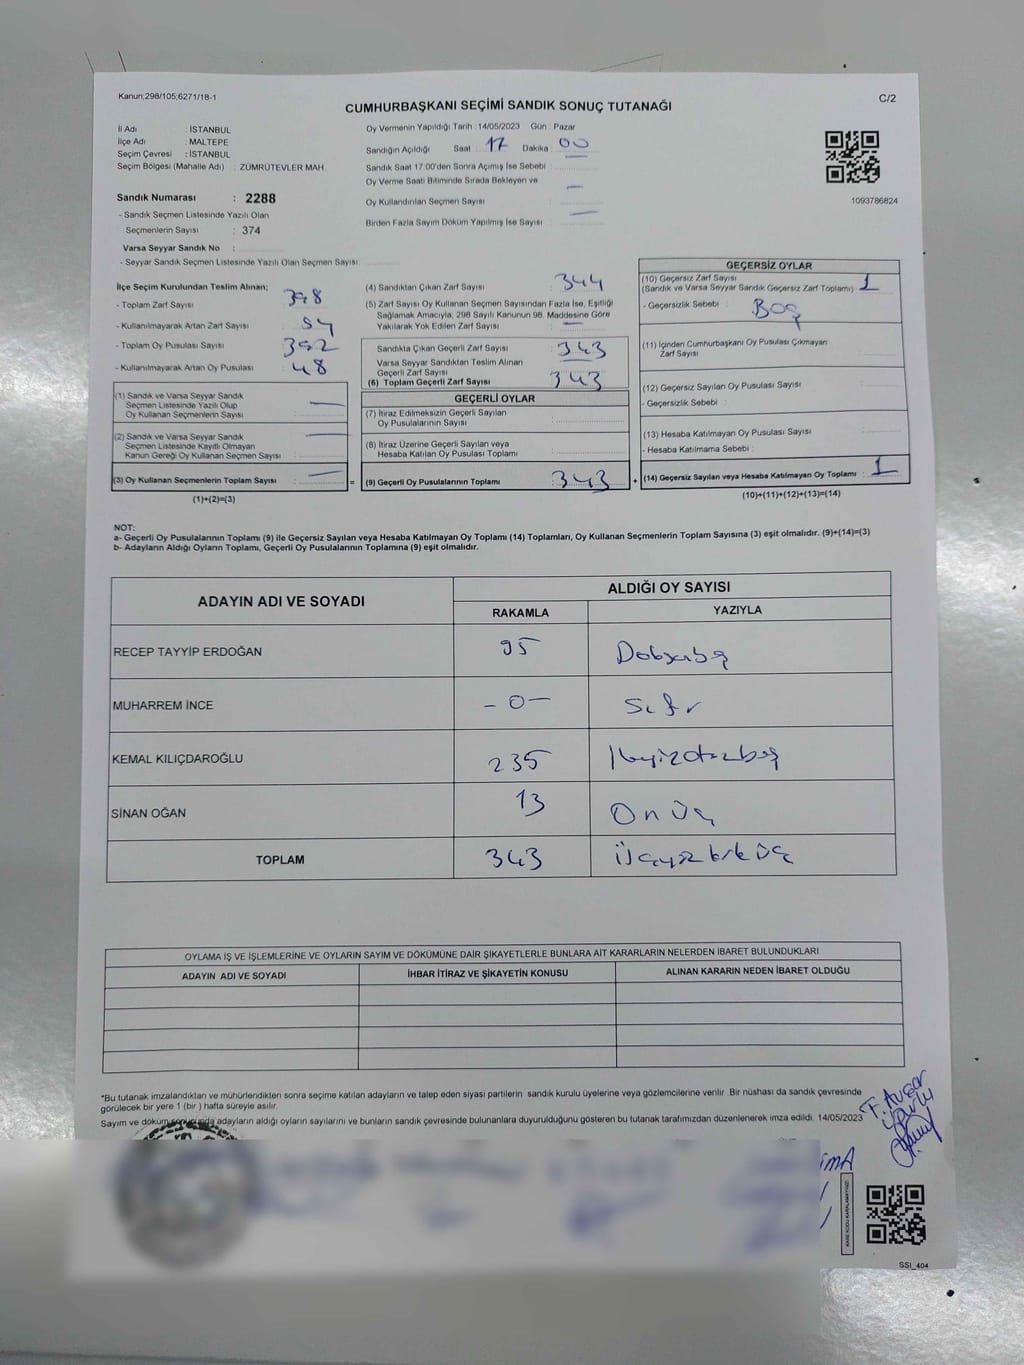 Kanun;298/105;6271/18-1
CUMHURBAŞKANI SEÇİMİ SANDIK SONUÇ TUTANAĞI
C/2
İl Adı : İSTANBUL
İlçe Adı : MALTEPE
Seçim Çevresi : İSTANBUL
Seçim Bölgesi (Mahalle Adı) : ZÜMRÜTEVLER MAH.
Sandık Numarası : 2288
- Sandık Seçmen Listesinde Yazılı Olan
Seçmenlerin Sayısı : 374
Varsa Seyyar Sandık No :
- Seyyar Sandık Seçmen Listesinde Yazılı Olan Seçmen Sayısı:
Oy Vermenin Yapıldığı Tarih : 14/05/2023 Gün : Pazar
Sandığın Açıldığı Saat : 17 Dakika : 00
Sandık Saat 17:00'den Sonra Açımış İse Sebebi :
Oy Verme Saati Bitiminde Sırada Bekleyen ve
Oy Kullandırılan Seçmen Sayısı : —
Birden Fazla Sayım Döküm Yapılmış İse Sayısı : —
1093786824
İlçe Seçim Kurulundan Teslim Alınan;
- Toplam Zarf Sayısı : 398
- Kullanılmayarak Artan Zarf Sayısı : 54
- Toplam Oy Pusulası Sayısı : 392
- Kullanılmayarak Artan Oy Pusulası : 48
(1) Sandık ve Varsa Seyyar Sandık
Seçmen Listesinde Yazılı Olup
Oy Kullanan Seçmenlerin Sayısı : —
(2) Sandık ve Varsa Seyyar Sandık
Seçmen Listesinde Kayıtlı Olmayan
Kanun Gereği Oy Kullanan Seçmen Sayısı : —
(3) Oy Kullanan Seçmenlerin Toplam Sayısı : —
(1)+(2)=(3)
(4) Sandıktan Çıkan Zarf Sayısı : 344
(5) Zarf Sayısı Oy Kullanan Seçmen Sayısından Fazla İse, Eşitliği
Sağlamak Amacıyla; 298 Sayılı Kanunun 98. Maddesine Göre
Yakılarak Yok Edilen Zarf Sayısı : —
Sandıkta Çıkan Geçerli Zarf Sayısı : 343
Varsa Seyyar Sandıktan Teslim Alınan
Geçerli Zarf Sayısı
(6) Toplam Geçerli Zarf Sayısı : 343
GEÇERLİ OYLAR
(7) İtiraz Edilmeksizin Geçerli Sayılan
Oy Pusulalarının Sayısı :
(8) İtiraz Üzerine Geçerli Sayılan veya
Hesaba Katılan Oy Pusulası Toplamı :
= (9) Geçerli Oy Pusulalarının Toplamı : 343
GEÇERSİZ OYLAR
(10) Geçersiz Zarf Sayısı
(Sandık ve Varsa Seyyar Sandık Geçersiz Zarf Toplamı) : 1
- Geçersizlik Sebebi : Boş
(11) İçinden Cumhurbaşkanı Oy Pusulası Çıkmayan
Zarf Sayısı
(12) Geçersiz Sayılan Oy Pusulası Sayısı :
- Geçersizlik Sebebi :
(13) Hesaba Katılmayan Oy Pusulası Sayısı :
- Hesaba Katılmama Sebebi :
+ (14) Geçersiz Sayılan veya Hesaba Katılmayan Oy Toplamı : 1
(10)+(11)+(12)+(13)=(14)
NOT:
a- Geçerli Oy Pusulası Toplamı (9) ile Geçersiz Sayılan veya Hesaba Katılmayan Oy Toplamı (14) Toplamları, Oy Kullanan Seçmenlerin Toplam Sayısına (3) eşit olmalıdır. (9)+(14)=(3)
b- Adayların Aldığı Oyların Toplamı, Geçerli Oy Pusulalarının Toplamına (9) eşit olmalıdır.
ADAYIN ADI VE SOYADI
ALDIĞI OY SAYISI
RAKAMLA YAZIYLA
RECEP TAYYİP ERDOĞAN 95 Doksanbeş
MUHARREM İNCE -0- Sıfır
KEMAL KILIÇDAROĞLU 235 İkiyüzotuzbeş
SİNAN OĞAN 13 Onüç
TOPLAM 343 Üçyüzkırküç
OYLAMA İŞ VE İŞLEMLERİNE VE OYLARIN SAYIM VE DÖKÜMÜNE DAİR ŞİKAYETLERLE BUNLARA AİT KARARLARIN NELERDEN İBARET BULUNDUKLARI
ADAYIN ADI VE SOYADI İHBAR İTİRAZ VE ŞİKAYETİN KONUSU ALINAN KARARIN NEDEN İBARET OLDUĞU
*Bu tutanak imzalandıktan ve mühürlendikten sonra seçime katılan adayların ve talep eden siyasi partilerin sandık kurulu üyelerine veya gözlemcilerine verilir. Bir nüshası da sandık çevresinde
görülecek bir yere 1 (bir ) hafta süreyle asılır.
Sayım ve döküm sonucunda adayların aldığı oyların sayılarını ve bunların sandık çevresinde bulunanlara duyurulduğunu gösteren bu tutanak tarafımızdan düzenlenerek imza edildi. 14/05/2023
SSI_404